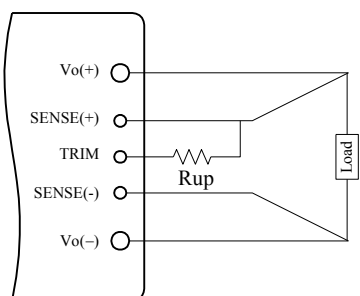 Vo(+)
SENSE(+)
TRIM
Rup
SENSE(-)
Vo(−)
Load